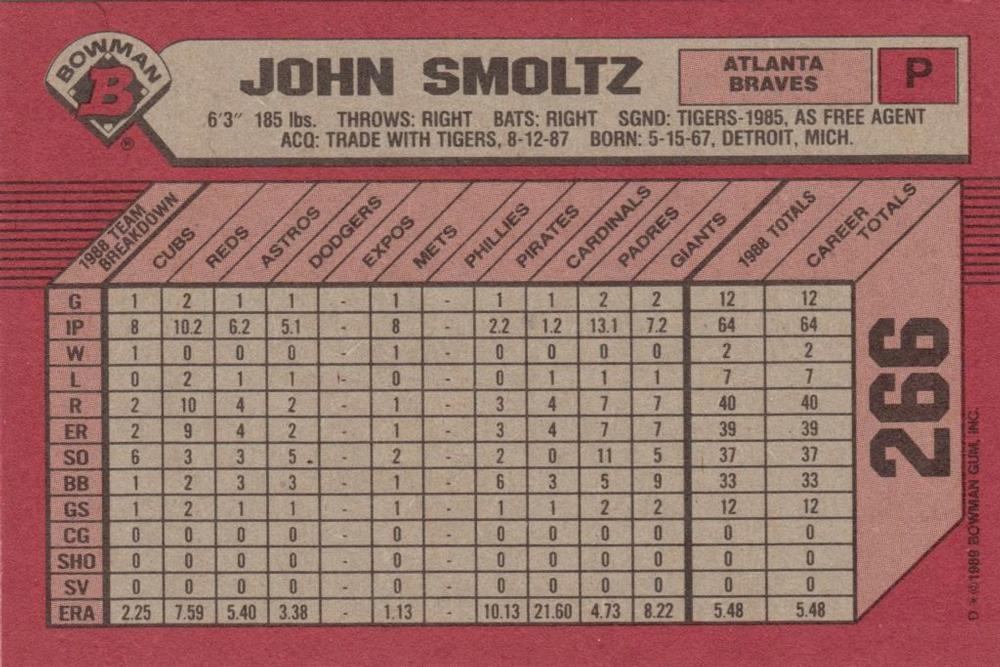 BOWMAN
B
®
JOHN SMOLTZ
ATLANTA
BRAVES
P
6'3" 185 lbs. THROWS: RIGHT BATS: RIGHT SGND: TIGERS-1985, AS FREE AGENT
ACQ: TRADE WITH TIGERS, 8-12-87 BORN: 5-15-67, DETROIT, MICH.
1988 TEAM BREAKDOWN CUBS REDS ASTROS DODGERS EXPOS METS PHILLIES PIRATES CARDINALS PADRES GIANTS 1988 TOTALS CAREER TOTALS
G 1 2 1 1 - 1 - 1 1 2 2 12 12
IP 8 10.2 6.2 5.1 - 8 - 2.2 1.2 13.1 7.2 64 64
W 1 0 0 0 - 1 - 0 0 0 0 2 2
L 0 2 1 1 - 0 - 0 1 1 1 7 7
R 2 10 4 2 - 1 - 3 4 7 7 40 40
ER 2 9 4 2 - 1 - 3 4 7 7 39 39
SO 6 3 3 5 - 2 - 2 0 11 5 37 37
BB 1 2 3 3 - 1 - 6 3 5 9 33 33
GS 1 2 1 1 - 1 - 1 1 2 2 12 12
CG 0 0 0 0 - 0 - 0 0 0 0 0 0
SHO 0 0 0 0 - 0 - 0 0 0 0 0 0
SV 0 0 0 0 - 0 - 0 0 0 0 0 0
ERA 2.25 7.59 5.40 3.38 - 1.13 - 10.13 21.60 4.73 8.22 5.48 5.48
266
D * © 1989 BOWMAN GUM, INC.